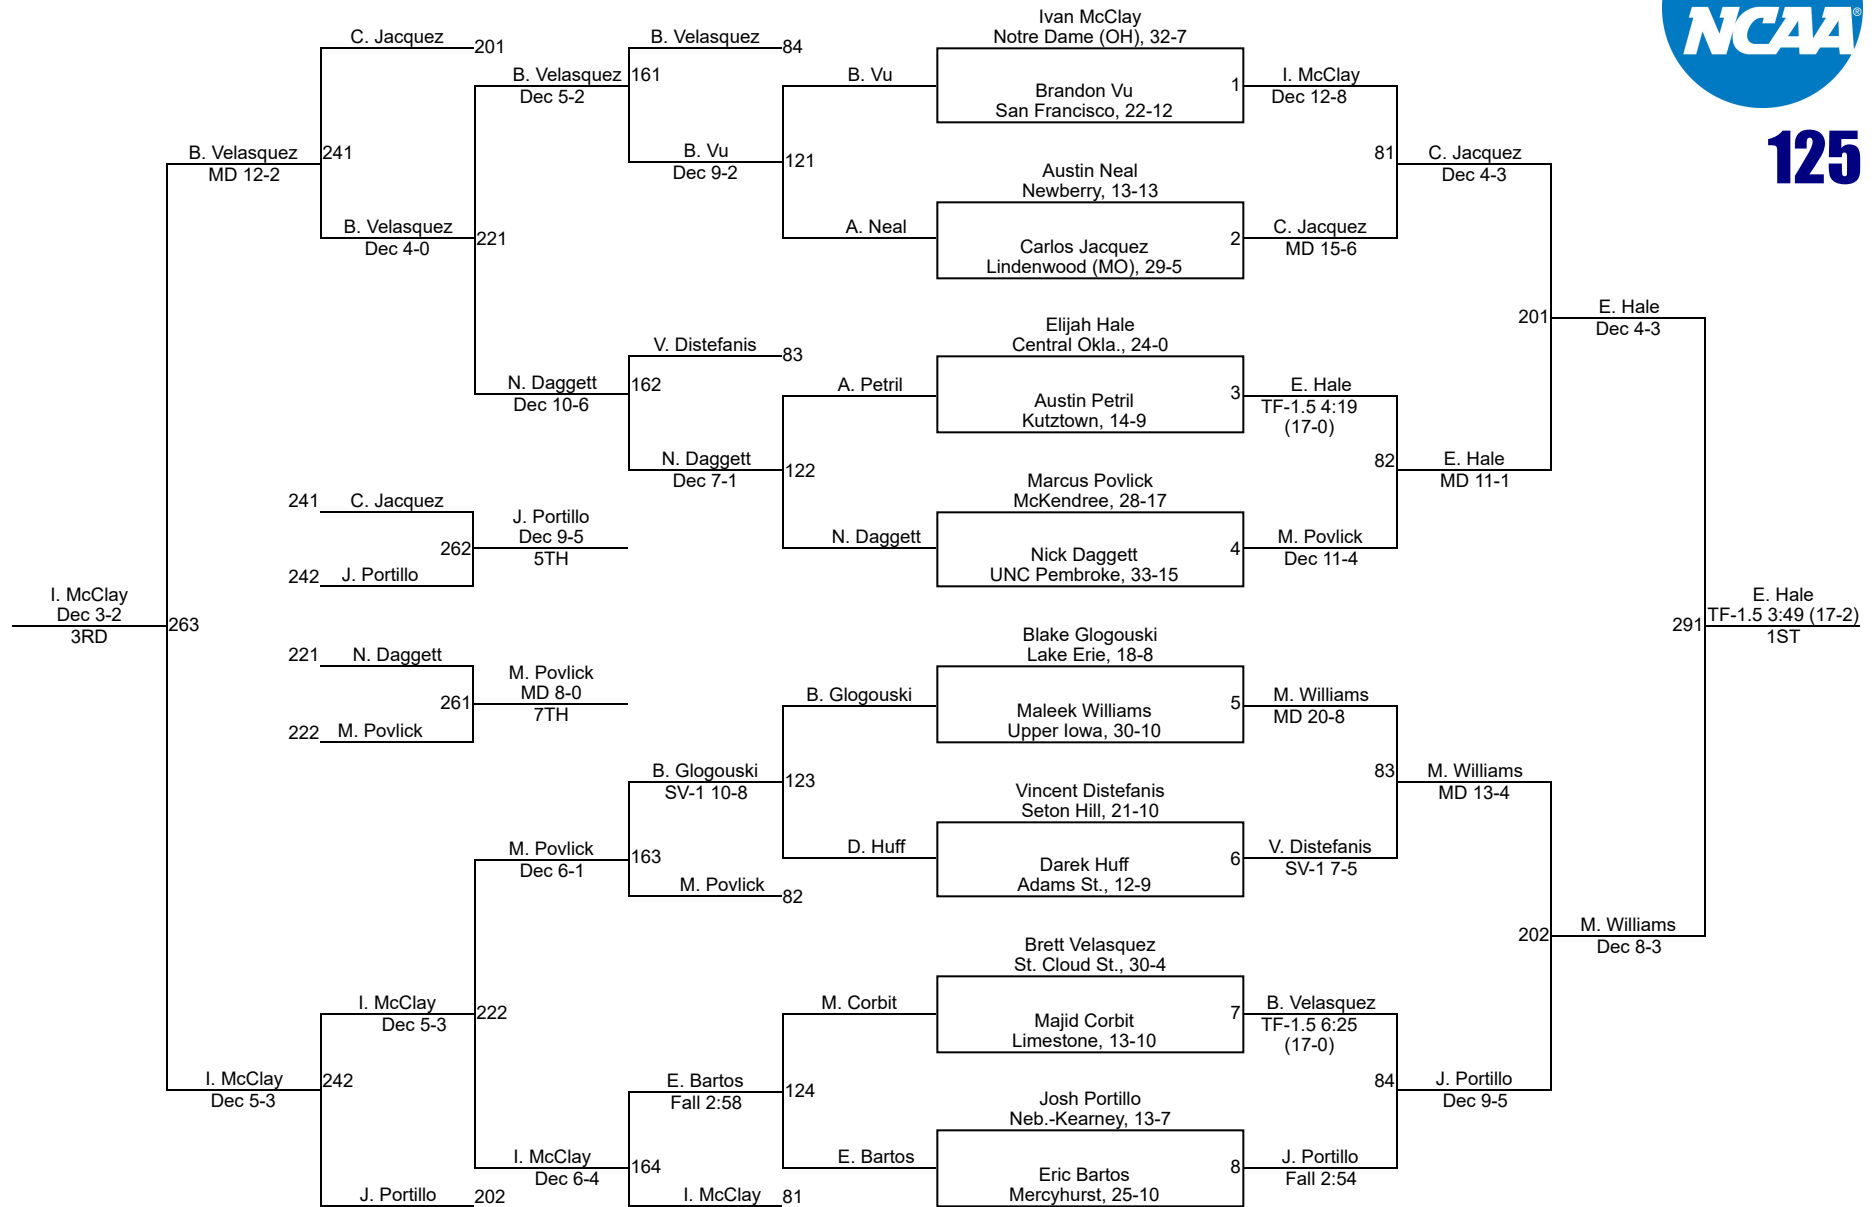 NCAA®
125
C. Jacquez
201
B. Velasquez
MD 12-2
241
B. Velasquez
Dec 4-0
B. Velasquez
Dec 5-2
221
N. Daggett
Dec 10-6
B. Velasquez
84
161
B. Vu
Dec 9-2
V. Distefanis
83
162
N. Daggett
Dec 7-1
B. Vu
121
A. Neal
A. Petril
122
N. Daggett
Ivan McClay
Notre Dame (OH), 32-7
Brandon Vu
San Francisco, 22-12
1
Austin Neal
Newberry, 13-13
Carlos Jacquez
Lindenwood (MO), 29-5
2
Elijah Hale
Central Okla., 24-0
Austin Petril
Kutztown, 14-9
3
Marcus Povlick
McKendree, 28-17
Nick Daggett
UNC Pembroke, 33-15
4
I. McClay
Dec 12-8
81
C. Jacquez
MD 15-6
E. Hale
TF-1.5 4:19
(17-0)
82
M. Povlick
Dec 11-4
C. Jacquez
Dec 4-3
201
E. Hale
MD 11-1
E. Hale
Dec 4-3
241
C. Jacquez
262
242
J. Portillo
J. Portillo
Dec 9-5
5TH
I. McClay
Dec 3-2
3RD
263
221
N. Daggett
261
222
M. Povlick
M. Povlick
MD 8-0
7TH
291
E. Hale
TF-1.5 3:49 (17-2)
1ST
B. Glogouski
123
D. Huff
B. Glogouski
SV-1 10-8
M. Povlick
Dec 6-1
163
M. Povlick
82
Blake Glogouski
Lake Erie, 18-8
Maleek Williams
Upper Iowa, 30-10
5
Vincent Distefanis
Seton Hill, 21-10
Darek Huff
Adams St., 12-9
6
Brett Velasquez
St. Cloud St., 30-4
Majid Corbit
Limestone, 13-10
7
Josh Portillo
Neb.-Kearney, 13-7
Eric Bartos
Mercyhurst, 25-10
8
M. Williams
MD 20-8
83
V. Distefanis
SV-1 7-5
M. Williams
MD 13-4
202
M. Williams
Dec 8-3
B. Velasquez
TF-1.5 6:25
(17-0)
84
J. Portillo
Fall 2:54
J. Portillo
Dec 9-5
I. McClay
Dec 5-3
222
I. McClay
Dec 5-3
242
J. Portillo
202
M. Corbit
124
E. Bartos
E. Bartos
Fall 2:58
I. McClay
Dec 6-4
164
I. McClay
81